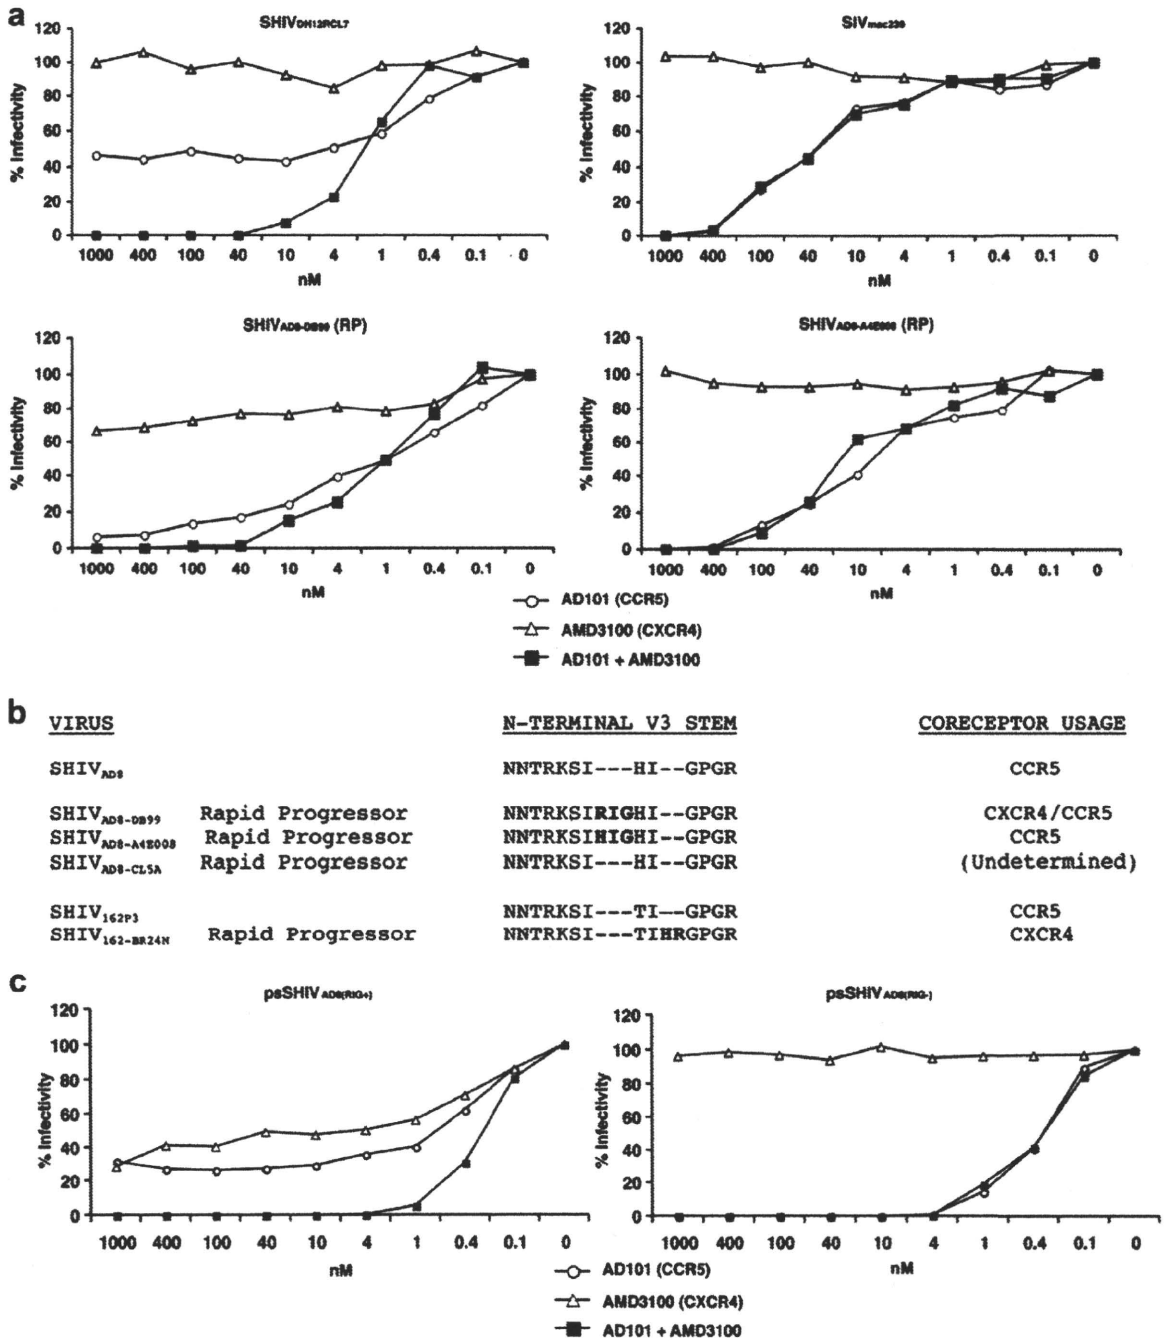 a
SHIVDH12RCL7
SIVmac239
% Infectivity
120
100
80
60
40
20
0
1000 400 100 40 10 4 1 0.4 0.1 0
nM
% Infectivity
120
100
80
60
40
20
0
1000 400 100 40 10 4 1 0.4 0.1 0
nM
SHIVAD8-DB99 (RP)
SHIVAD8-A4E008 (RP)
% Infectivity
120
100
80
60
40
20
0
1000 400 100 40 10 4 1 0.4 0.1 0
nM
% Infectivity
120
100
80
60
40
20
0
1000 400 100 40 10 4 1 0.4 0.1 0
nM
AD101 (CCR5)
AMD3100 (CXCR4)
AD101 + AMD3100
b
VIRUS N-TERMINAL V3 STEM CORECEPTOR USAGE
SHIVAD8 NNTRKSI---HI--GPGR CCR5
SHIVAD8-DB99 Rapid Progressor NNTRKSIRIGHI--GPGR CXCR4/CCR5
SHIVAD8-A4E008 Rapid Progressor NNTRKSIHIGHI--GPGR CCR5
SHIVAD8-CL5A Rapid Progressor NNTRKSI---HI--GPGR (Undetermined)
SHIV162P3 NNTRKSI---TI--GPGR CCR5
SHIV162-BR24N Rapid Progressor NNTRKSI---TIHRGPGR CXCR4
c
psSHIVAD8(RIG+)
psSHIVAD8(RIG-)
% Infectivity
120
100
80
60
40
20
0
1000 400 100 40 10 4 1 0.4 0.1 0
nM
% Infectivity
120
100
80
60
40
20
0
1000 400 100 40 10 4 1 0.4 0.1 0
nM
AD101 (CCR5)
AMD3100 (CXCR4)
AD101 + AMD3100